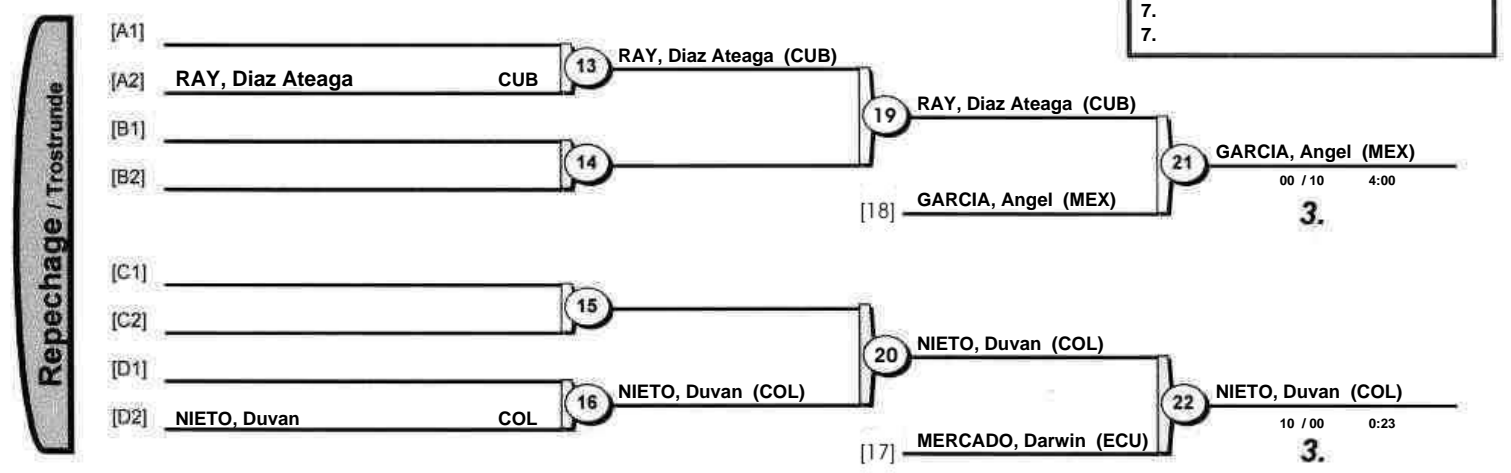 7.
7.
Repechage / Trostrunde
[A1]
[A2] RAY, Diaz Ateaga CUB
13 RAY, Diaz Ateaga (CUB)
[B1]
[B2]
14
19 RAY, Diaz Ateaga (CUB)
[18] GARCIA, Angel (MEX)
21 GARCIA, Angel (MEX)
00 / 10 4:00
3.
[C1]
[C2]
15
[D1]
[D2] NIETO, Duvan COL
16 NIETO, Duvan (COL)
20 NIETO, Duvan (COL)
[17] MERCADO, Darwin (ECU)
22 NIETO, Duvan (COL)
10 / 00 0:23
3.